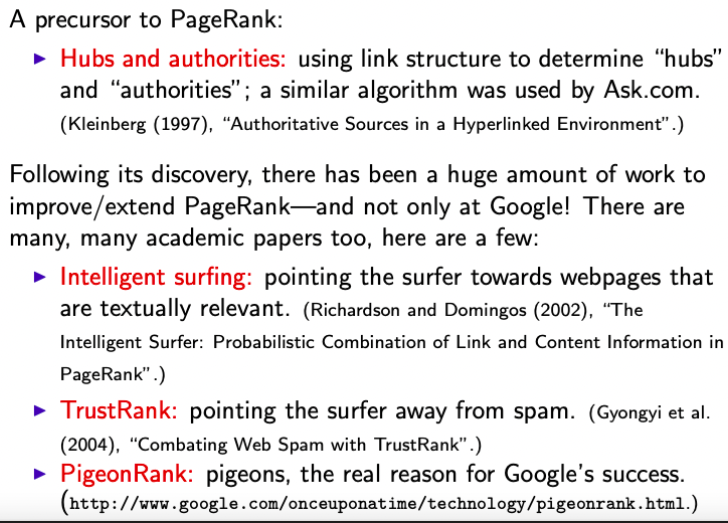 A precursor to PageRank:
▶ Hubs and authorities: using link structure to determine “hubs”
and “authorities”; a similar algorithm was used by Ask.com.
(Kleinberg (1997), “Authoritative Sources in a Hyperlinked Environment”.)
Following its discovery, there has been a huge amount of work to
improve/extend PageRank—and not only at Google! There are
many, many academic papers too, here are a few:
▶ Intelligent surfing: pointing the surfer towards webpages that
are textually relevant. (Richardson and Domingos (2002), “The
Intelligent Surfer: Probabilistic Combination of Link and Content Information in
PageRank”.)
▶ TrustRank: pointing the surfer away from spam. (Gyongyi et al.
(2004), “Combating Web Spam with TrustRank”.)
▶ PigeonRank: pigeons, the real reason for Google’s success.
(http://www.google.com/onceuponatime/technology/pigeonrank.html.)